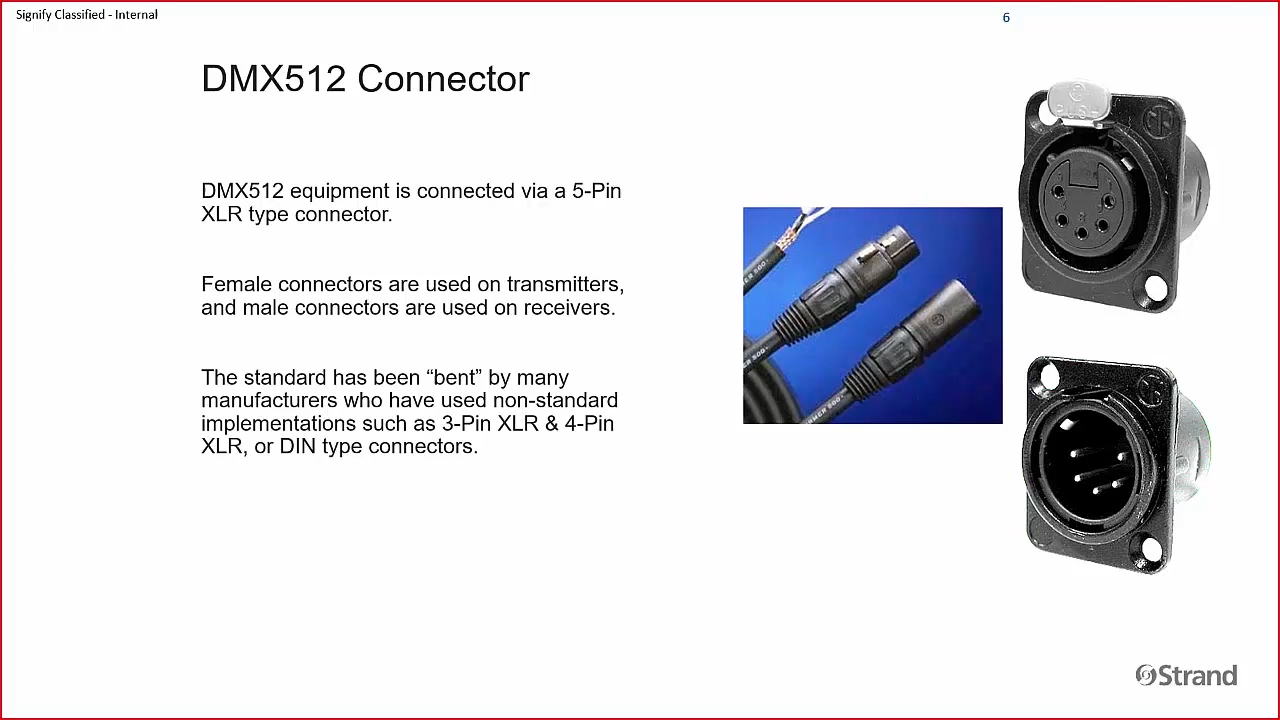 Signify Classified - Internal
6
DMX512 Connector
DMX512 equipment is connected via a 5-Pin
XLR type connector.
Female connectors are used on transmitters,
and male connectors are used on receivers.
The standard has been “bent” by many
manufacturers who have used non-standard
implementations such as 3-Pin XLR & 4-Pin
XLR, or DIN type connectors.
PUSH
Strand